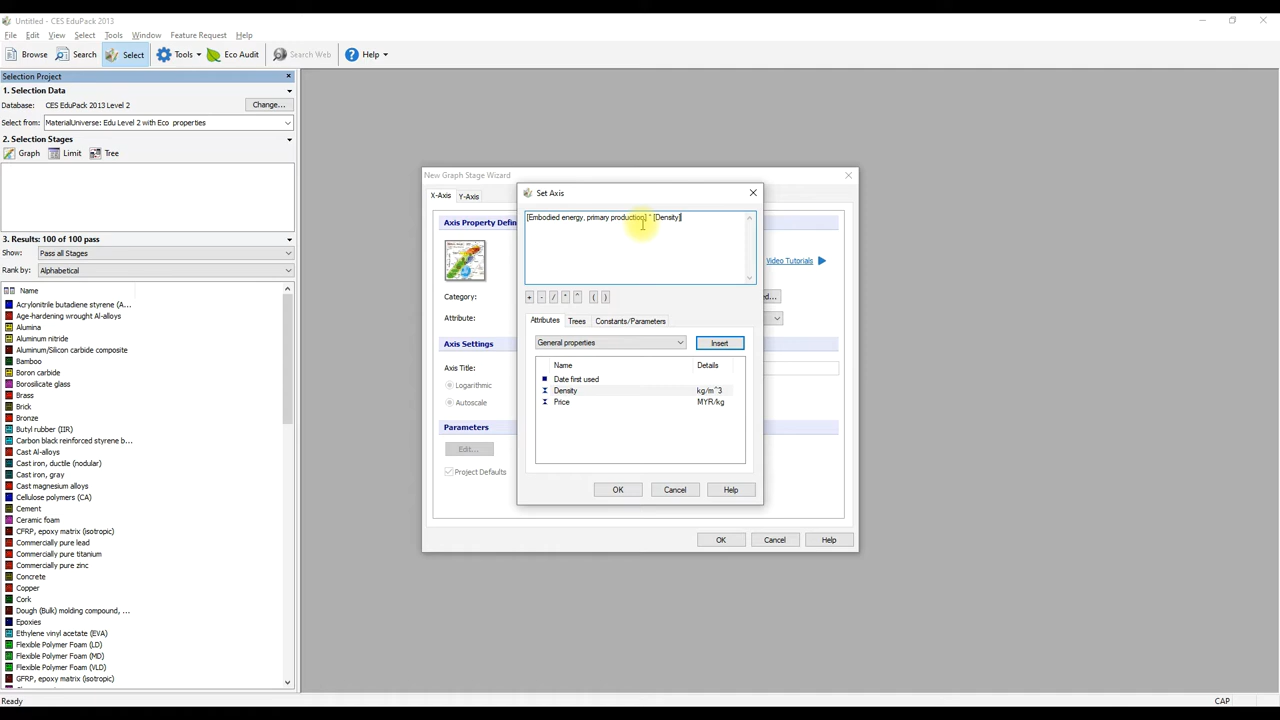 Untitled - CES EduPack 2013
File Edit View Select Tools Window Feature Request Help
Browse Search Select Tools Eco Audit Search Web Help
Selection Project
1. Selection Data
Database: CES EduPack 2013 Level 2 Change...
Select from: MaterialUniverse: Edu Level 2 with Eco properties
2. Selection Stages
Graph Limit Tree
3. Results: 100 of 100 pass
Show: Pass all Stages
Rank by: Alphabetical
Name
Acrylonitrile butadiene styrene (A...
Age-hardening wrought Al-alloys
Alumina
Aluminum nitride
Aluminum/Silicon carbide composite
Bamboo
Boron carbide
Borosilicate glass
Brass
Brick
Bronze
Butyl rubber (IIR)
Carbon black reinforced styrene b...
Cast Al-alloys
Cast iron, ductile (nodular)
Cast iron, gray
Cast magnesium alloys
Cellulose polymers (CA)
Cement
Ceramic foam
CFRP, epoxy matrix (isotropic)
Commercially pure lead
Commercially pure titanium
Commercially pure zinc
Concrete
Copper
Cork
Dough (Bulk) molding compound, ...
Epoxies
Ethylene vinyl acetate (EVA)
Flexible Polymer Foam (LD)
Flexible Polymer Foam (MD)
Flexible Polymer Foam (VLD)
GFRP, epoxy matrix (isotropic)
Ready
CAP
New Graph Stage Wizard
X-Axis Y-Axis
Axis Property Defin
Video Tutorials
Category:
Attribute:
Axis Settings
Axis Title:
Logarithmic
Autoscale
Parameters
Edit...
Project Defaults
OK Cancel Help
Set Axis
[Embodied energy, primary production] * [Density]
+ - / * ^ ( )
Attributes Trees Constants/Parameters
General properties Insert
Name Details
Date first used
Density kg/m^3
Price MYR/kg
OK Cancel Help